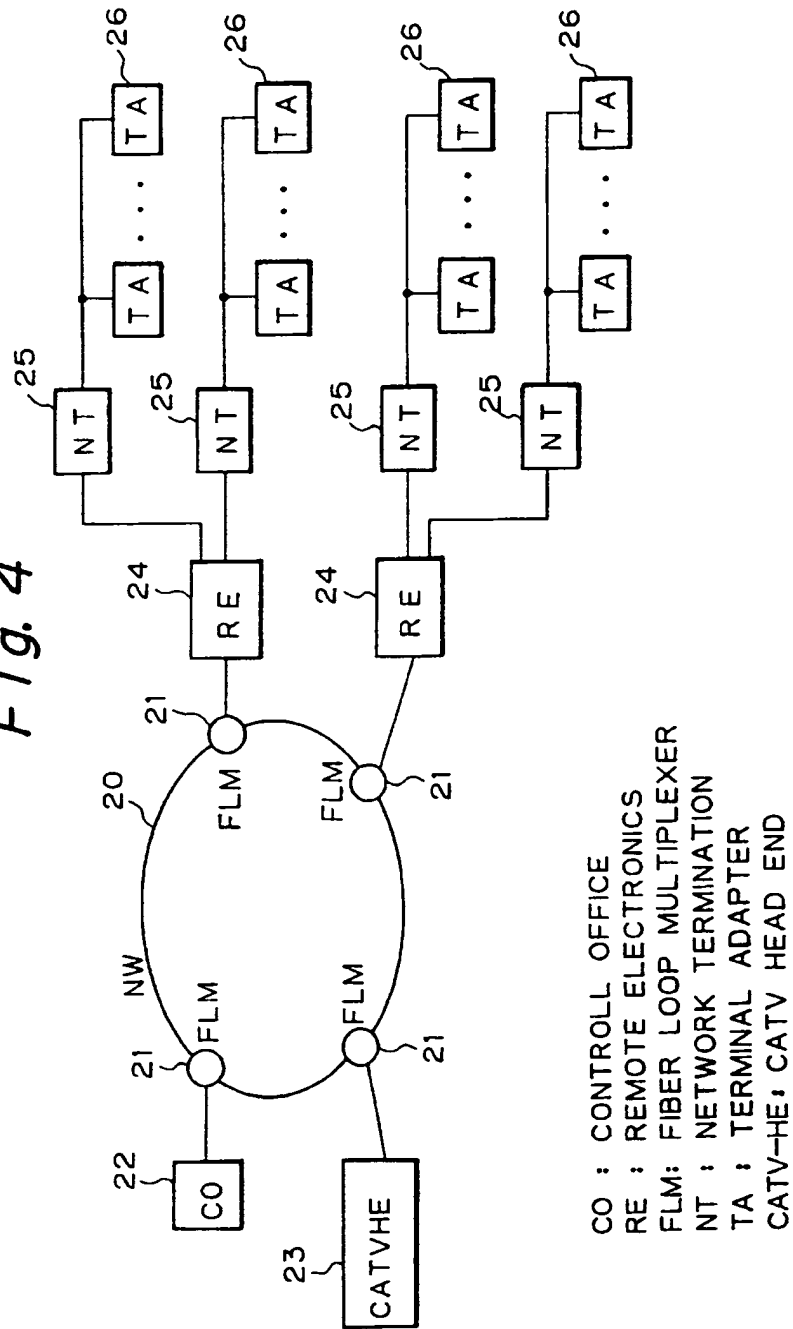 Fig. 4
26
26
26
26
TA
. . . .
TA
TA
. . .
TA
TA
. . .
TA
TA
. . .
TA
25
25
25
25
NT
NT
NT
NT
24
24
RE
RE
20
NW
21
FLM
21
FLM
21
FLM
21
FLM
22
CO
23
CATVHE
CO : CONTROLL OFFICE
RE : REMOTE ELECTRONICS
FLM: FIBER LOOP MULTIPLEXER
NT : NETWORK TERMINATION
TA : TERMINAL ADAPTER
CATV-HE: CATV HEAD END